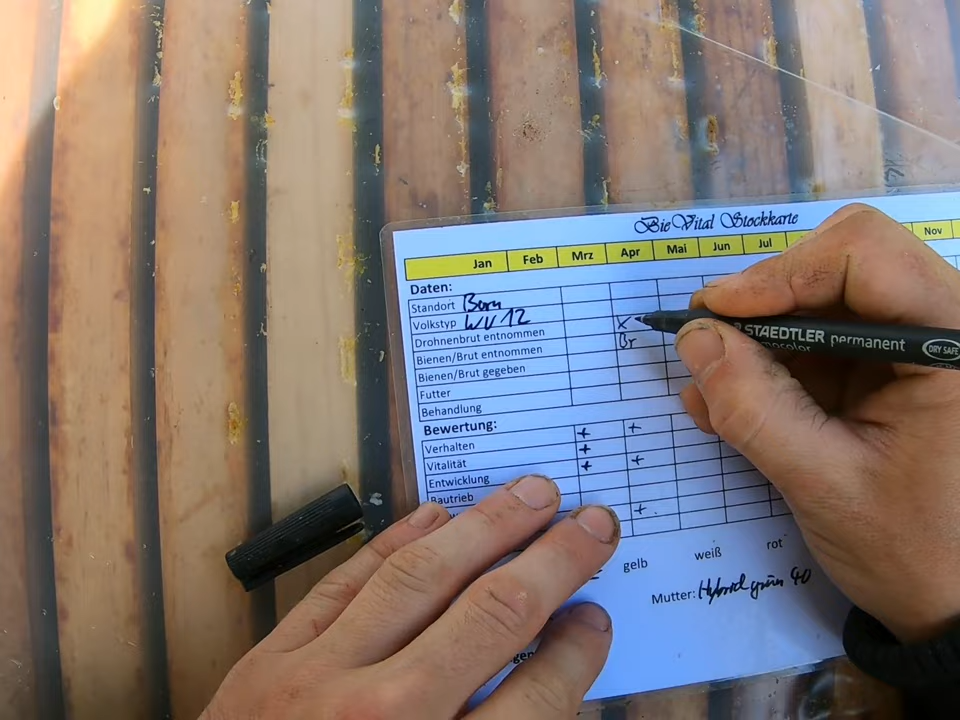 BieVital Stockkarte
Jan Feb Mrz Apr Mai Jun Jul Nov
Daten:
Standort
Volkstyp WV 12
Drohnenbrut entnommen x
Bienen/Brut entnommen Br
Bienen/Brut gegeben
Futter
Behandlung
Bewertung:
Verhalten + +
Vitalität +
Entwicklung + +
Bautrieb
+
gelb weiß rot
Mutter: Hybrid grün 40
STAEDTLER permanent
DRY SAFE